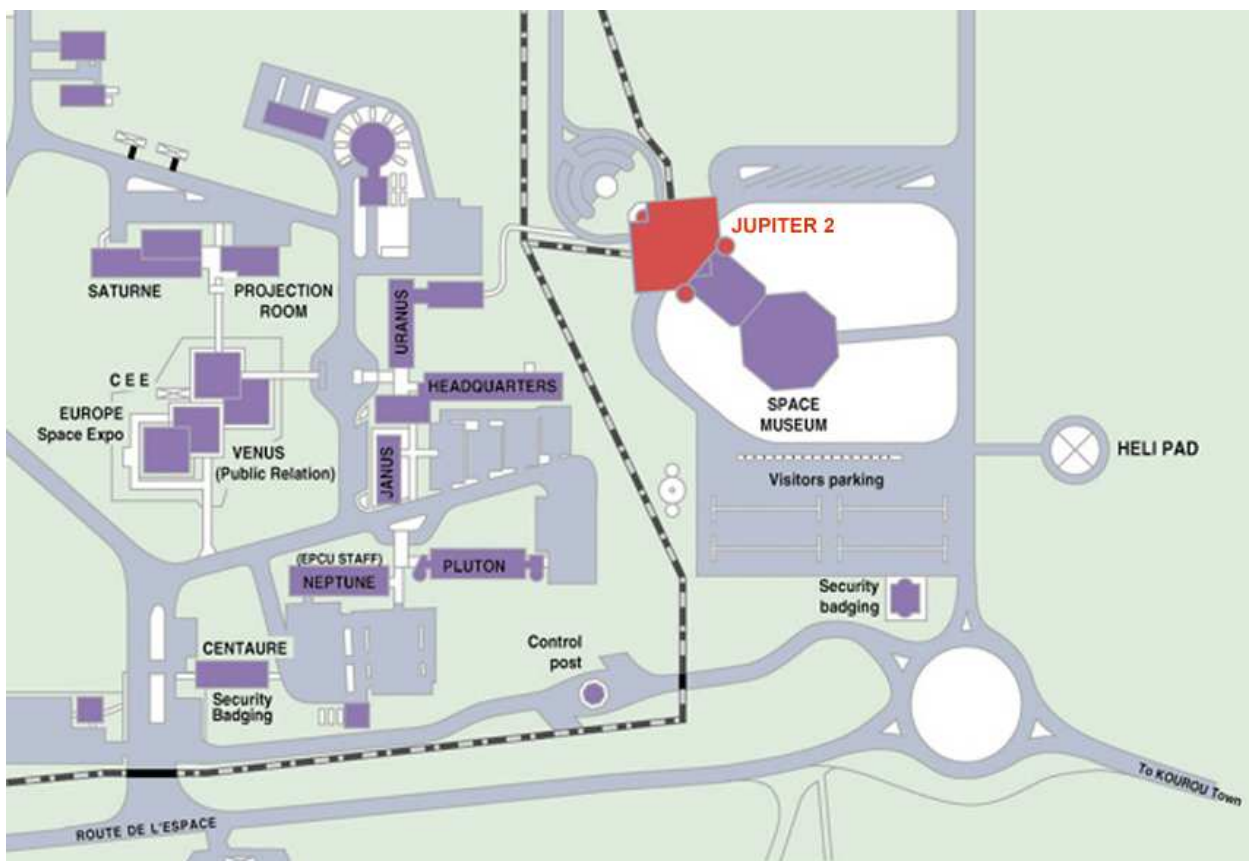 JUPITER 2
SATURNE
PROJECTION
ROOM
URANUS
HEADQUARTERS
C E E
EUROPE
Space Expo
VENUS
(Public Relation)
JANUS
SPACE
MUSEUM
HELI PAD
Visitors parking
(EPCU STAFF)
NEPTUNE
PLUTON
Security
badging
CENTAURE
Security
Badging
Control
post
To KOUROU Town
ROUTE DE L'ESPACE